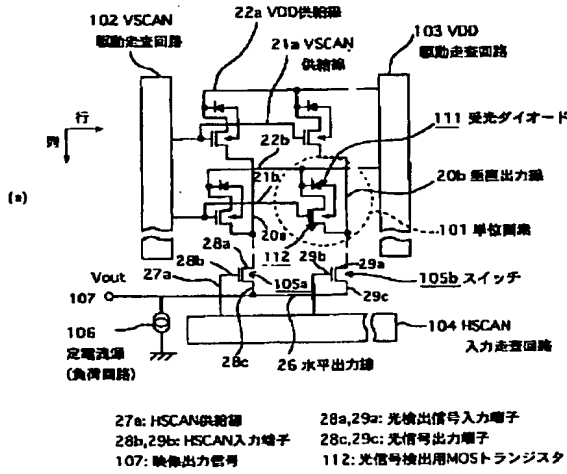 22a VDD供給線
102 VSCAN
駆動走査回路
21a VSCAN
供給線
103 VDD
駆動走査回路
行
列
111 受光ダイオード
22b
21b
20b 垂直出力線
(a)
20a
101 単位画素
112
28a
28b
29b
29a
27a
Vout
105a
105b スイッチ
107
29c
106
定電流源
(負荷回路)
28c
26 水平出力線
104 HSCAN
入力走査回路
27a: HSCAN供給線
28a,29a: 光検出信号入力端子
28b,29b: HSCAN入力端子
28c,29c: 光信号出力端子
107: 映像出力信号
112: 光信号検出用MOSトランジスタ